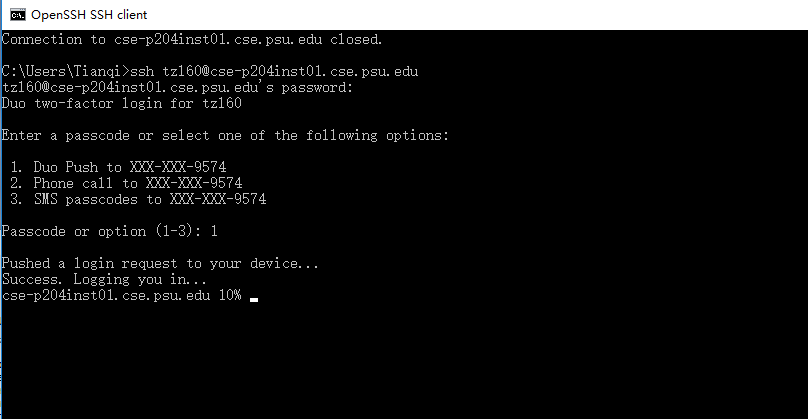 OpenSSH SSH client
Connection to cse-p204inst01.cse.psu.edu closed.
C:\Users\Tianqi>ssh tz160@cse-p204inst01.cse.psu.edu
tz160@cse-p204inst01.cse.psu.edu's password:
Duo two-factor login for tz160
Enter a passcode or select one of the following options:
1. Duo Push to XXX-XXX-9574
2. Phone call to XXX-XXX-9574
3. SMS passcodes to XXX-XXX-9574
Passcode or option (1-3): 1
Pushed a login request to your device...
Success. Logging you in...
cse-p204inst01.cse.psu.edu 10%